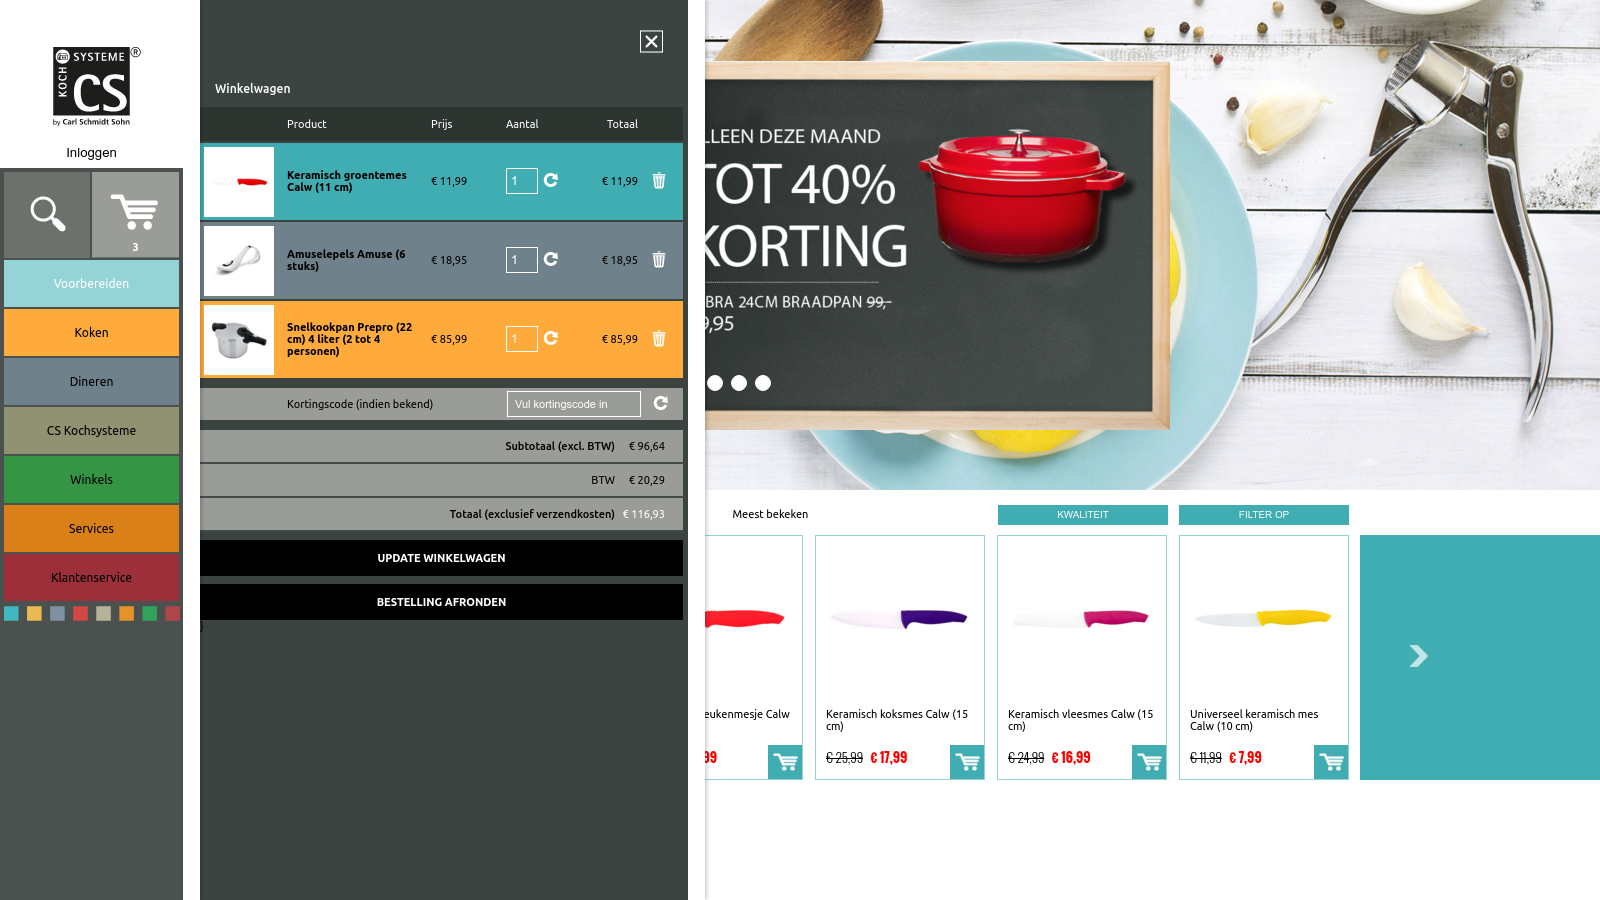 KOCH
SYSTEME
CS
®
by Carl Schmidt Sohn
Inloggen
3
Voorbereiden
Koken
Dineren
CS Kochsysteme
Winkels
Services
Klantenservice
Winkelwagen
Product Prijs Aantal Totaal
Keramisch groentemes
Calw (11 cm)
€ 11,99 1 € 11,99
Amuselepels Amuse (6
stuks)
€ 18,95 1 € 18,95
Snelkookpan Prepro (22
cm) 4 liter (2 tot 4
personen)
€ 85,99 1 € 85,99
Kortingscode (indien bekend) Vul kortingscode in
Subtotaal (excl. BTW) € 96,64
BTW € 20,29
Totaal (exclusief verzendkosten) € 116,93
UPDATE WINKELWAGEN
BESTELLING AFRONDEN
}
LLEEN DEZE MAAND
TOT 40%
KORTING
BRA 24CM BRAADPAN 99,-
9,95
Meest bekeken
KWALITEIT
FILTER OP
eukenmesje Calw
99
Keramisch koksmes Calw (15
cm)
€ 25,99 € 17,99
Keramisch vleesmes Calw (15
cm)
€ 24,99 € 16,99
Universeel keramisch mes
Calw (10 cm)
€ 11,99 € 7,99